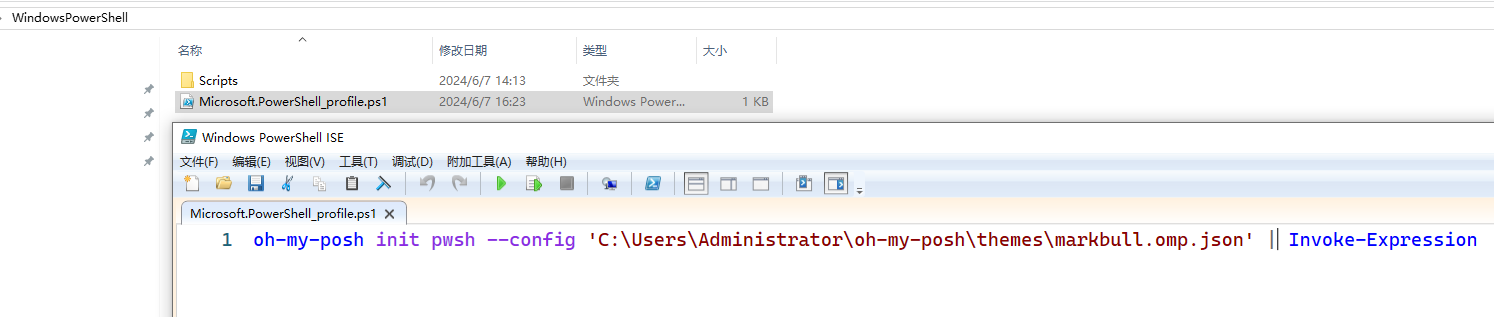 WindowsPowerShell
名称 修改日期 类型 大小
Scripts 2024/6/7 14:13 文件夹
Microsoft.PowerShell_profile.ps1 2024/6/7 16:23 Windows Power... 1 KB
Windows PowerShell ISE
文件(F) 编辑(E) 视图(V) 工具(T) 调试(D) 附加工具(A) 帮助(H)
Microsoft.PowerShell_profile.ps1
1 oh-my-posh init pwsh --config 'C:\Users\Administrator\oh-my-posh\themes\markbull.omp.json' | Invoke-Expression